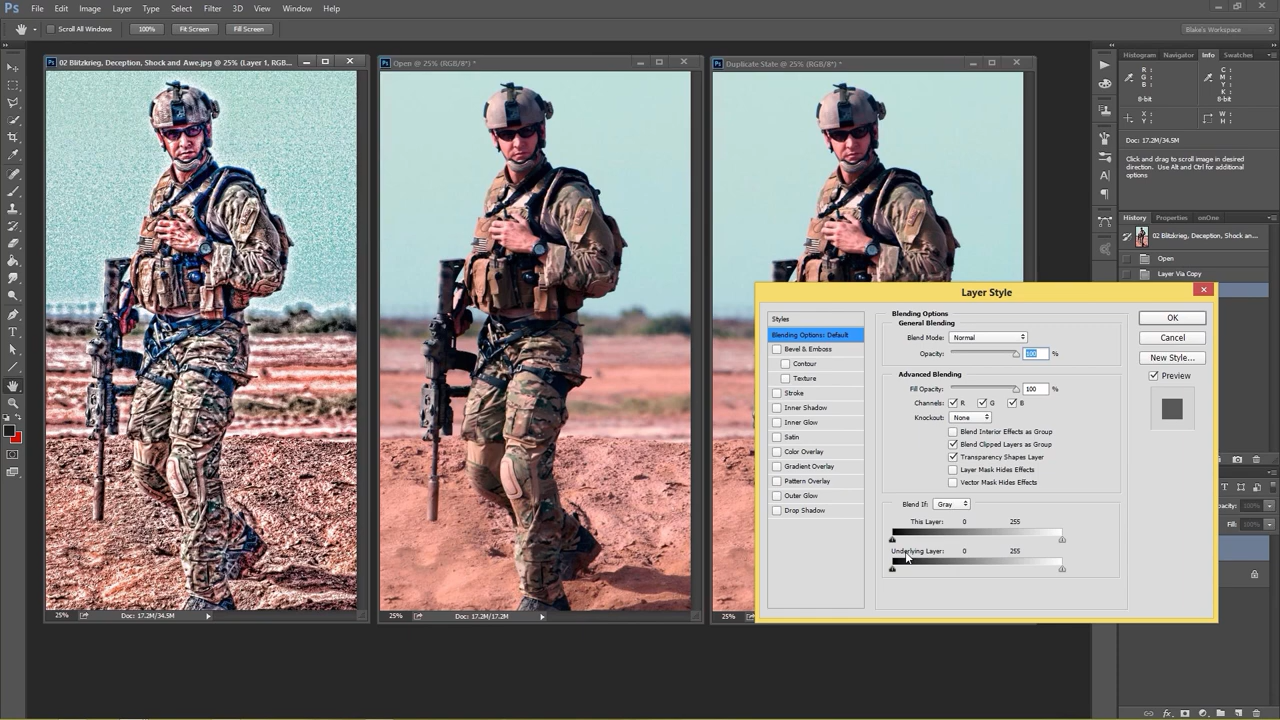 Ps File Edit Image Layer Type Select Filter 3D View Window Help
Scroll All Windows 100% Fit Screen Fill Screen Blake's Workspace
02 Blitzkrieg, Deception, Shock and Awe.jpg @ 25% (Layer 1, RGB...
Open @ 25% (RGB/8*) *
Duplicate State @ 25% (RGB/8*) *
Histogram Navigator Info Swatches
R : C :
G : M :
B : Y :
K :
8-bit 8-bit
X : W :
Y : H :
Doc: 17.2M/34.5M
Click and drag to scroll image in desired
direction. Use Alt and Ctrl for additional
options
History Properties onOne
02 Blitzkrieg, Deception, Shock an...
Open
Layer Via Copy
Layer Style
Styles
Blending Options: Default
Bevel & Emboss
Contour
Texture
Stroke
Inner Shadow
Inner Glow
Satin
Color Overlay
Gradient Overlay
Pattern Overlay
Outer Glow
Drop Shadow
Blending Options
General Blending
Blend Mode: Normal
Opacity: 100 %
Advanced Blending
Fill Opacity: 100 %
Channels: R G B
Knockout: None
Blend Interior Effects as Group
Blend Clipped Layers as Group
Transparency Shapes Layer
Layer Mask Hides Effects
Vector Mask Hides Effects
Blend If: Gray
This Layer: 0 255
Underlying Layer: 0 255
OK
Cancel
New Style...
Preview
Fill: 100%
25% Doc: 17.2M/34.5M
25% Doc: 17.2M/17.2M
25%